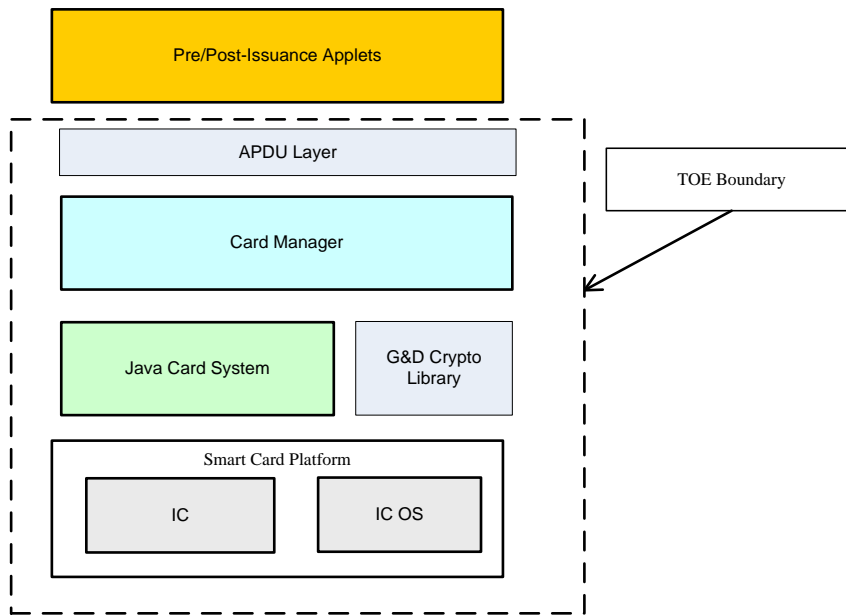 Pre/Post-Issuance Applets
APDU Layer
TOE Boundary
Card Manager
Java Card System
G&D Crypto
Library
Smart Card Platform
IC
IC OS